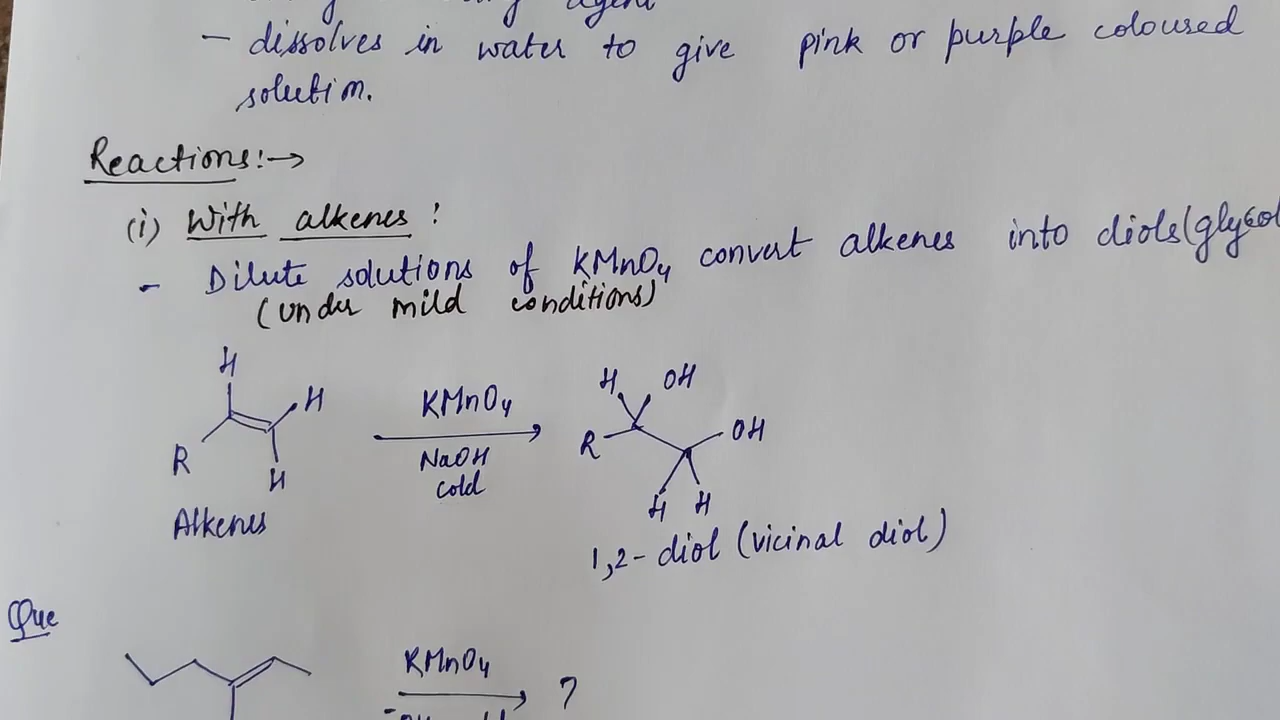 agent
– dissolves in water to give pink or purple coloured
solution.
Reactions:→
(i) With alkenes :
- Dilute solutions of KMnO4 convert alkenes into diols(glycol
(under mild conditions)
H
H
R
H
Alkenes
KMnO4
NaOH
cold
H OH
R
OH
H H
1,2- diol (vicinal diol)
Que
KMnO4
?